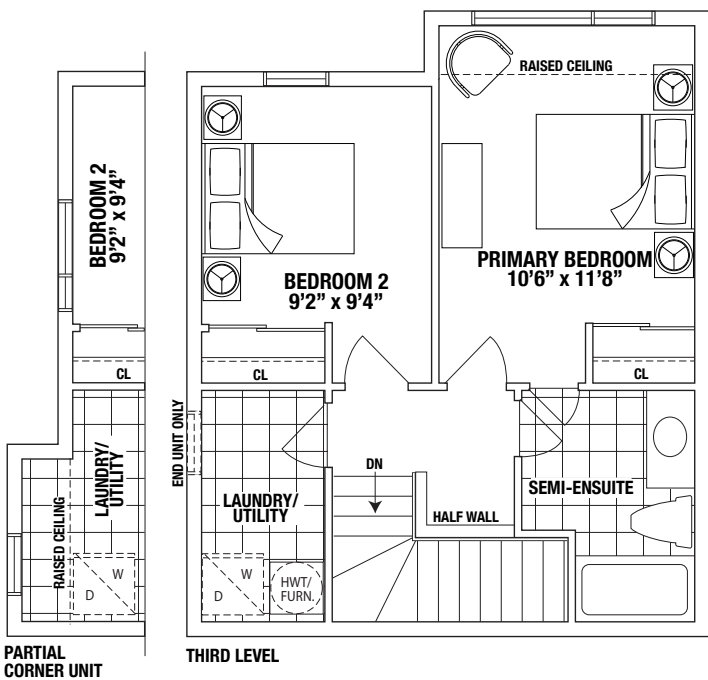 BEDROOM 2
9'2" x 9'4"
CL
LAUNDRY/
UTILITY
RAISED CEILING
W
D
PARTIAL
CORNER UNIT
RAISED CEILING
BEDROOM 2
9'2" x 9'4"
PRIMARY BEDROOM
10'6" x 11'8"
CL
CL
END UNIT ONLY
LAUNDRY/
UTILITY
DN
HALF WALL
SEMI-ENSUITE
W
D
HWT/
FURN.
THIRD LEVEL